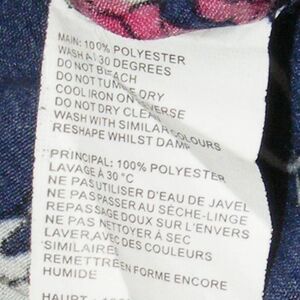 MAIN: 100% POLYESTER
WASH AT 30 DEGREES
DO NOT BLEACH
DO NOT TUMBLE DRY
COOL IRON ON REVERSE
DO NOT DRY CLEAN
WASH WITH SIMILAR COLOURS
RESHAPE WHILST DAMP
PRINCIPAL: 100% POLYESTER
LAVAGE À 30 °C
NE PAS UTILISER D'EAU DE JAVEL
NE PAS PASSER AU SÈCHE-LINGE
REPASSAGE DOUX SUR L'ENVERS
NE PAS NETTOYER À SEC
LAVER AVEC DES COULEURS
SIMILAIRES
REMETTRE EN FORME ENCORE
HUMIDE